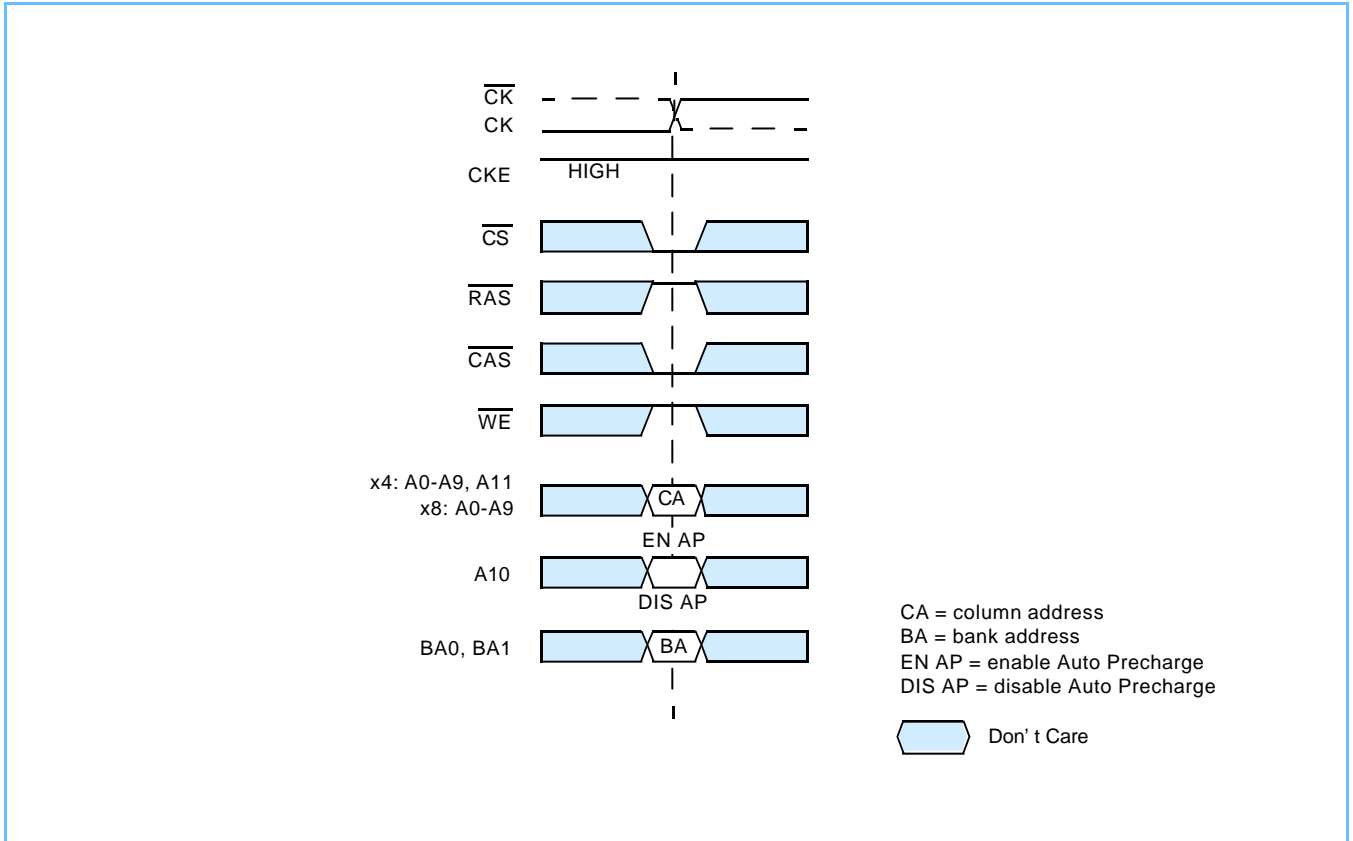 CK
CK
CKE
HIGH
CS
RAS
CAS
WE
x4: A0-A9, A11
x8: A0-A9
CA
EN AP
A10
DIS AP
BA0, BA1
BA
CA = column address
BA = bank address
EN AP = enable Auto Precharge
DIS AP = disable Auto Precharge
Don' t Care